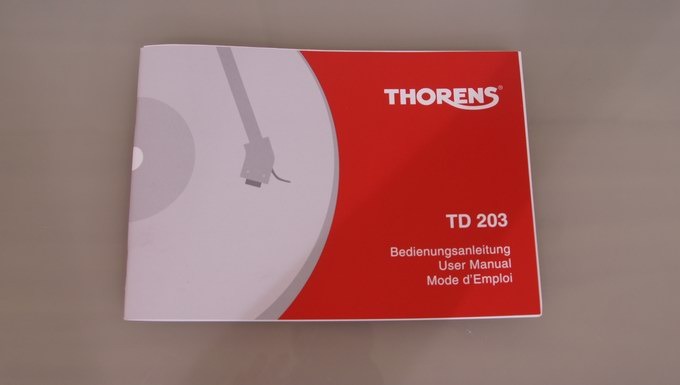 THORENS®
TD 203
Bedienungsanleitung
User Manual
Mode d'Emploi